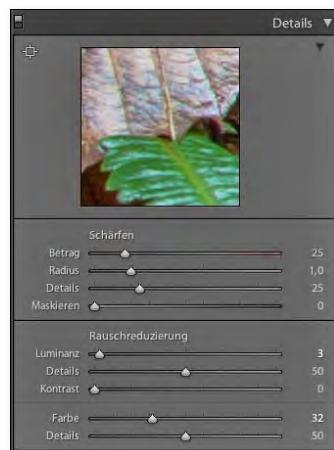 Details
Schärfen
Betrag 25
Radius 1,0
Details 25
Maskieren 0
Rauschreduzierung
Luminanz 3
Details 50
Kontrast 0
Farbe 32
Details 50